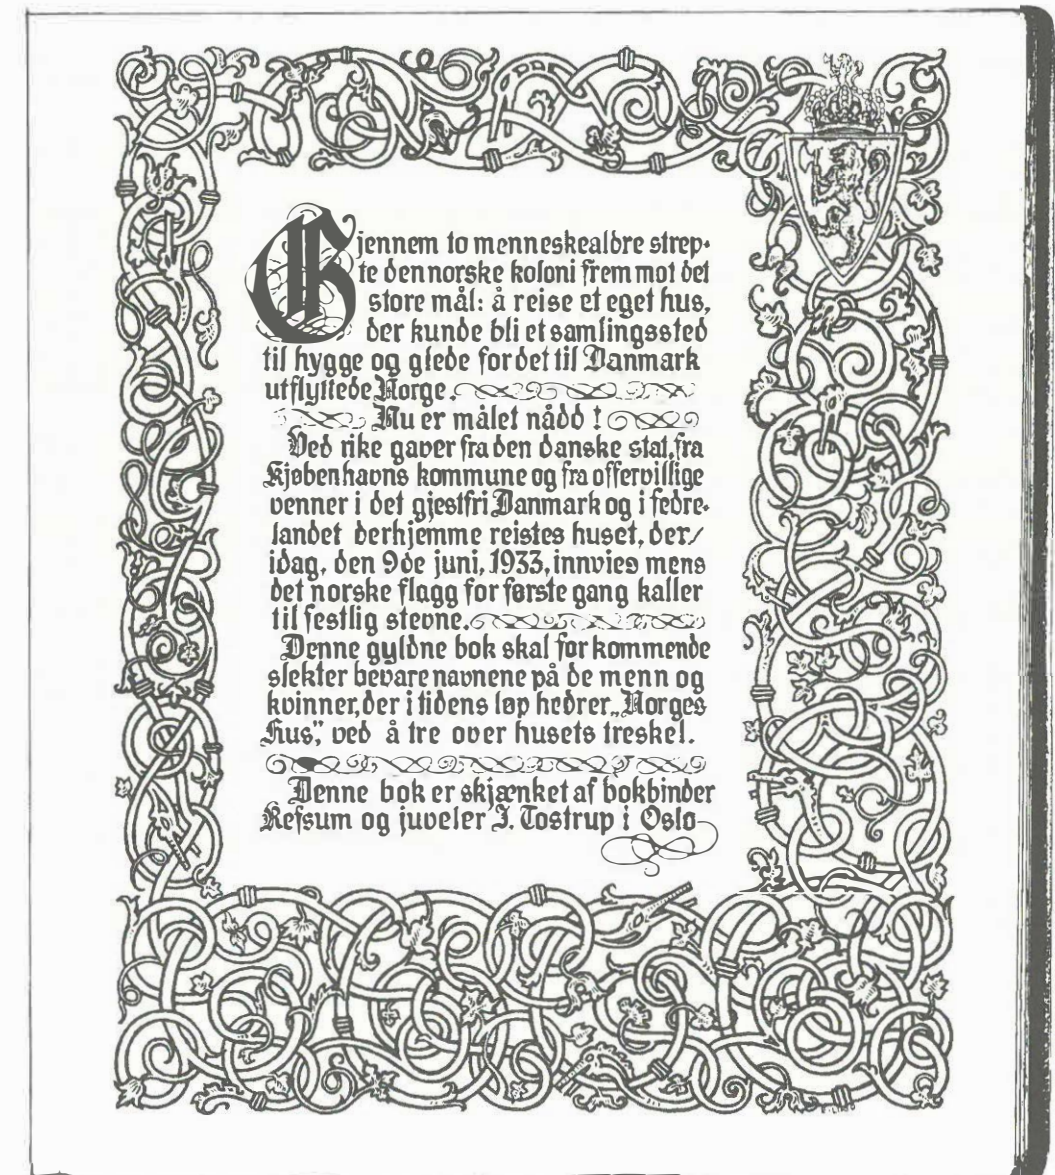 Gjennem to menneskealdre strep-
te den norske koloni frem mot det
store mål: å reise et eget hus,
der kunde bli et samlingssted
til hygge og glede for det til Danmark
utflyttede Norge.
Nu er målet nådd!
Ved rike gaver fra den danske stat, fra
Kjøbenhavns kommune og fra offervillige
venner i det gjestfri Danmark og i fedre-
landet derhjemme reistes huset, der,
idag, den 9de juni, 1933, innvies mens
det norske flagg for første gang kaller
til festlig stevne.
Denne gyldne bok skal for kommende
slekter bevare navnene på de menn og
kvinner, der i tidens løp hedrer „Norges
Hus”, ved å tre over husets treskel.
Denne bok er skjænket af bokbinder
Refsum og juveler J. Tostrup i Oslo